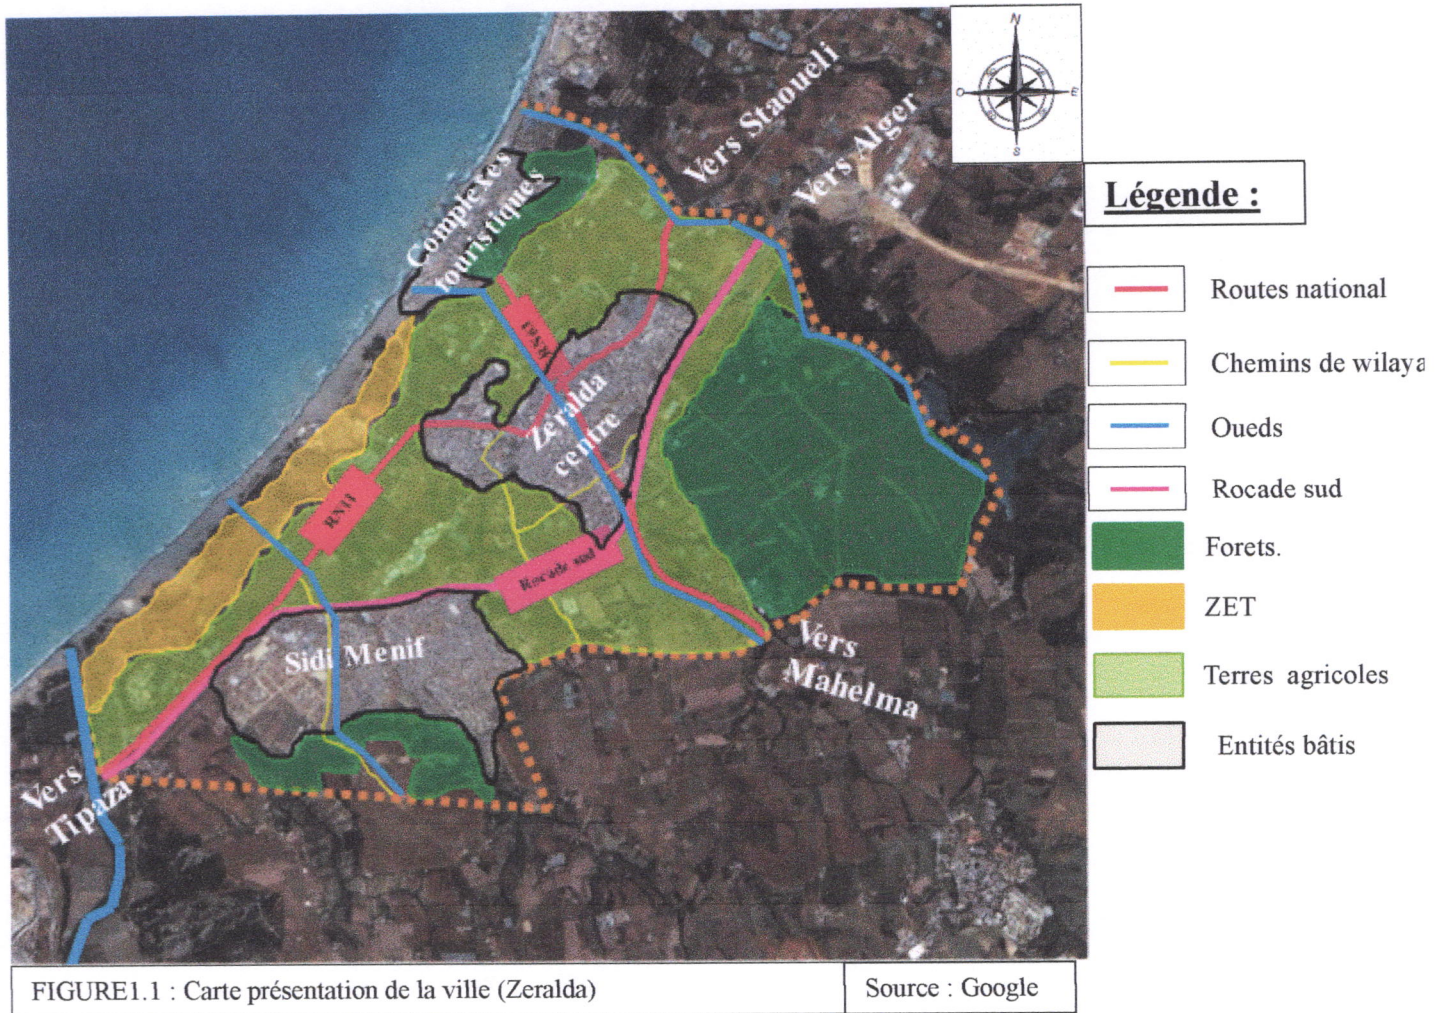 N
O
E
S
Vers Staoueli
Vers Alger
Complexes
touristiques
RN63
Zeralda
centre
RN11
Rocade sud
Sidi Menif
Vers
Mahelma
Vers
Tipaza
Légende :
Routes national
Chemins de wilaya
Oueds
Rocade sud
Forets.
ZET
Terres agricoles
Entités bâtis
FIGURE1.1 : Carte présentation de la ville (Zeralda)
Source : Google